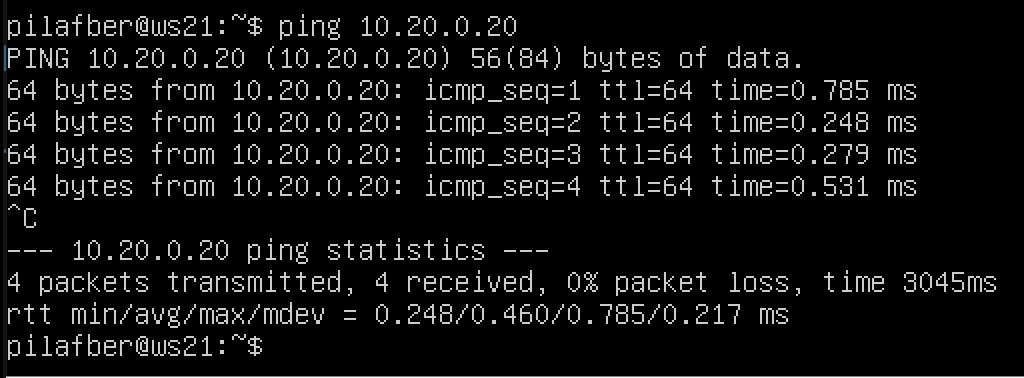 pilafber@ws21:~$ ping 10.20.0.20
PING 10.20.0.20 (10.20.0.20) 56(84) bytes of data.
64 bytes from 10.20.0.20: icmp_seq=1 ttl=64 time=0.785 ms
64 bytes from 10.20.0.20: icmp_seq=2 ttl=64 time=0.248 ms
64 bytes from 10.20.0.20: icmp_seq=3 ttl=64 time=0.279 ms
64 bytes from 10.20.0.20: icmp_seq=4 ttl=64 time=0.531 ms
^C
--- 10.20.0.20 ping statistics ---
4 packets transmitted, 4 received, 0% packet loss, time 3045ms
rtt min/avg/max/mdev = 0.248/0.460/0.785/0.217 ms
pilafber@ws21:~$